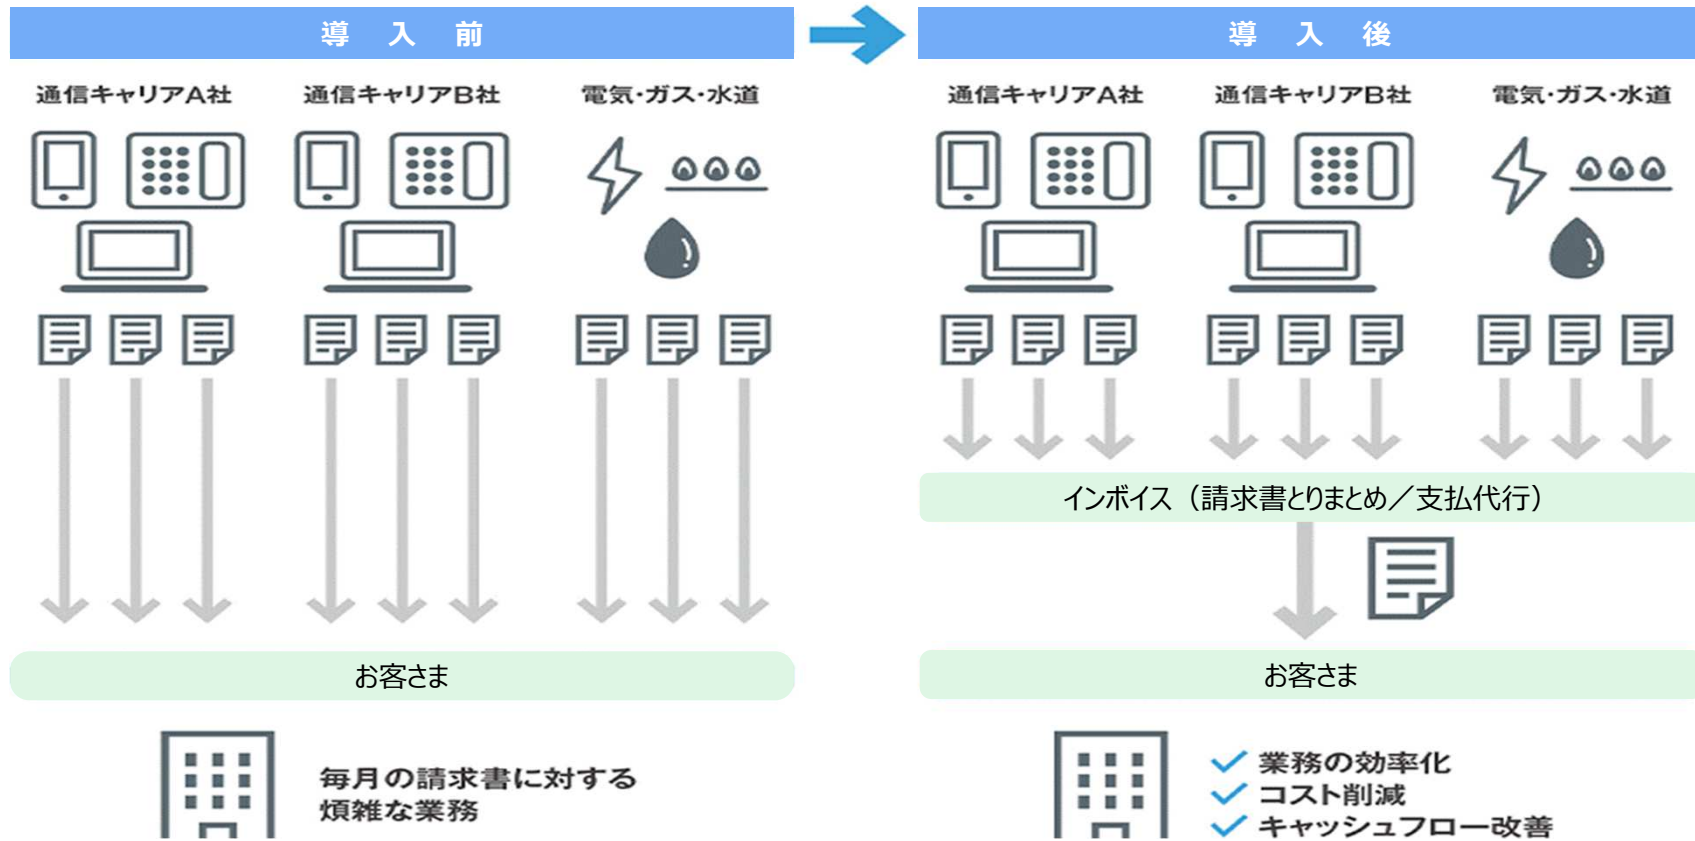 導 入 前
通信キャリアA社
通信キャリアB社
電気・ガス・水道
お客さま
毎月の請求書に対する
煩雑な業務
導 入 後
通信キャリアA社
通信キャリアB社
電気・ガス・水道
インボイス（請求書とりまとめ／支払代行）
お客さま
業務の効率化
コスト削減
キャッシュフロー改善